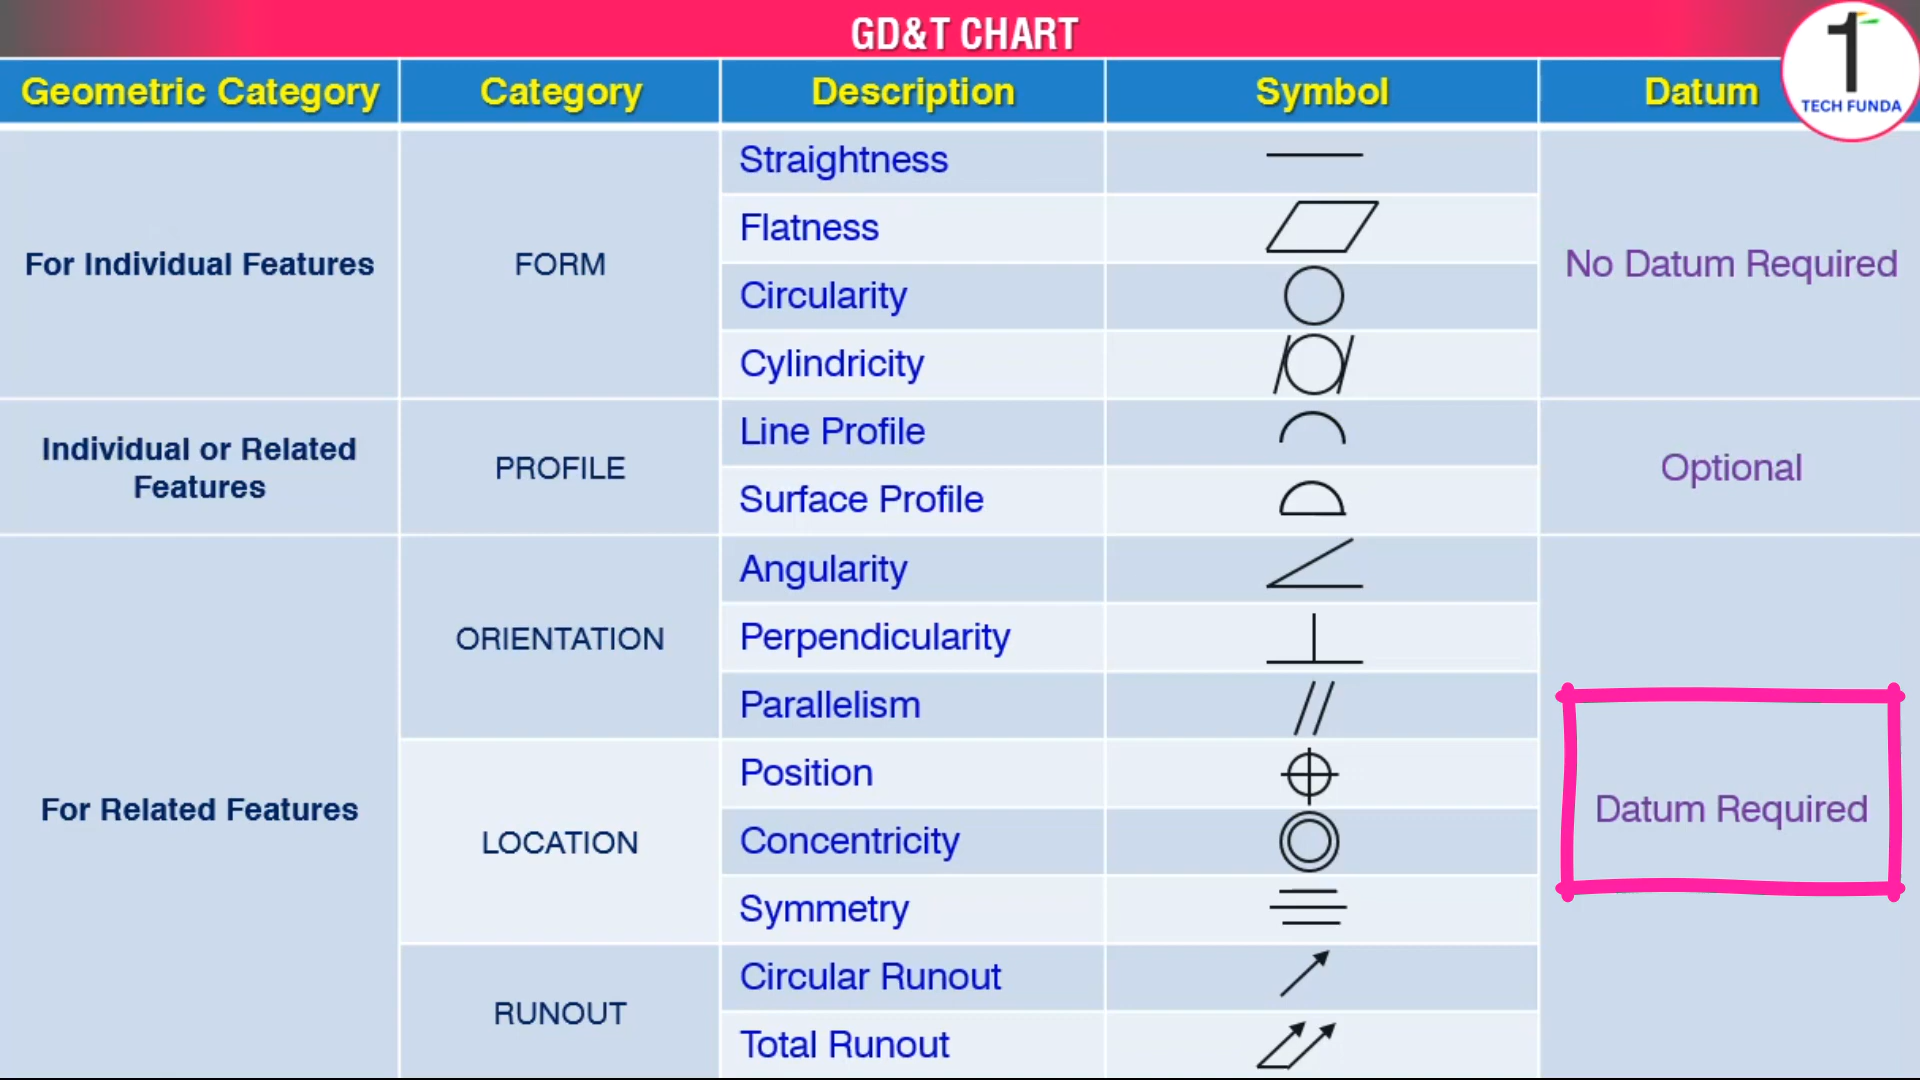 GD&T CHART
1
TECH FUNDA
Geometric Category
Category
Description
Symbol
Datum
For Individual Features
FORM
Straightness
Flatness
Circularity
Cylindricity
No Datum Required
Individual or Related
Features
PROFILE
Line Profile
Surface Profile
Optional
For Related Features
ORIENTATION
Angularity
Perpendicularity
Parallelism
LOCATION
Position
Concentricity
Symmetry
RUNOUT
Circular Runout
Total Runout
Datum Required